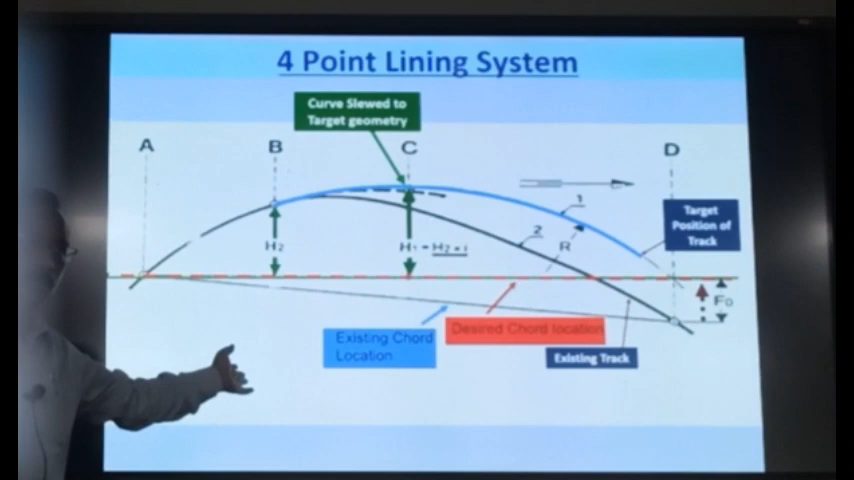 4 Point Lining System
Curve Slewed to
Target geometry
A
B
C
D
1
Target
Position of
Track
2
H2
H1 = H2 × i
R
F0
Existing Chord
Location
Desired Chord location
Existing Track